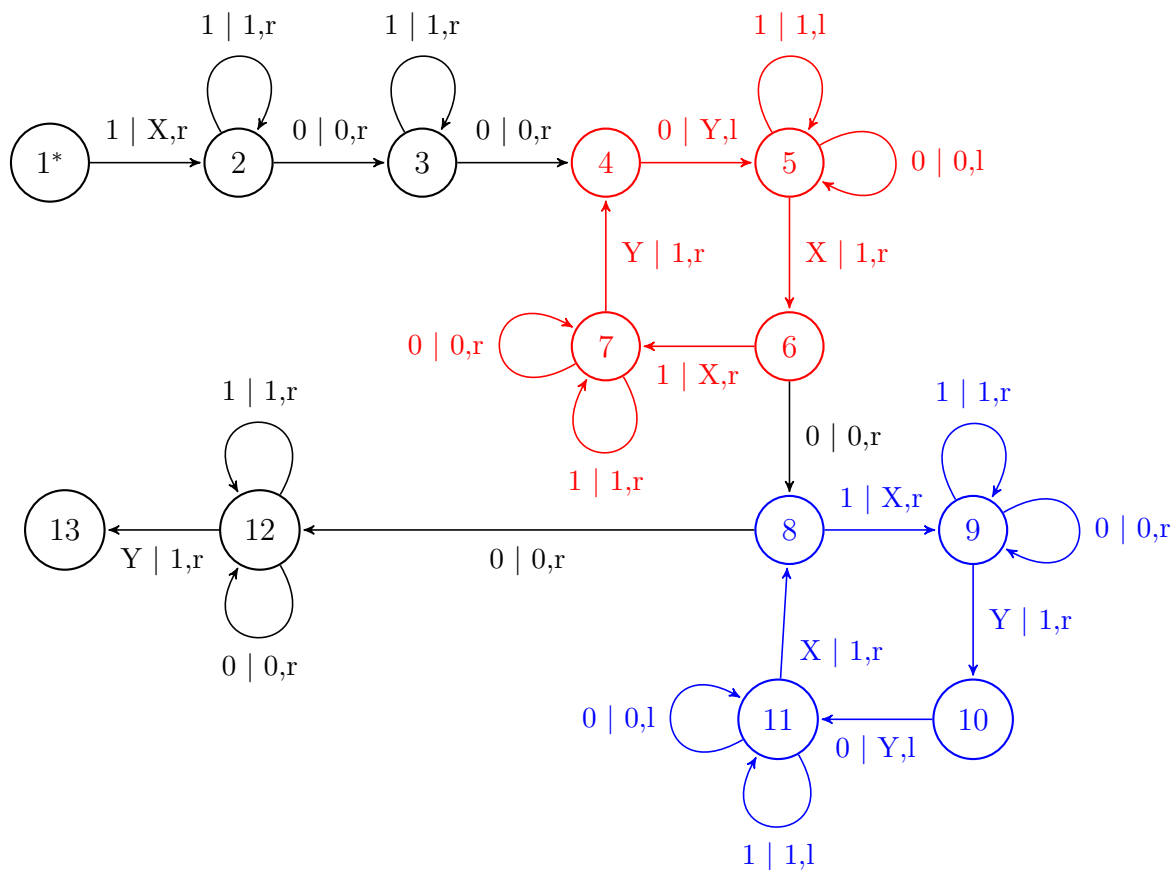 1 | 1,r 1 | 1,r 1 | 1,l
1* 1 | X,r 2 0 | 0,r 3 0 | 0,r 4 0 | Y,l 5 0 | 0,l
Y | 1,r X | 1,r
0 | 0,r 7 1 | X,r 6
1 | 1,r 1 | 1,r 0 | 0,r 1 | 1,r
13 Y | 1,r 12 0 | 0,r 8 1 | X,r 9 0 | 0,r
0 | 0,r X | 1,r Y | 1,r
0 | 0,l 11 0 | Y,l 10
1 | 1,l